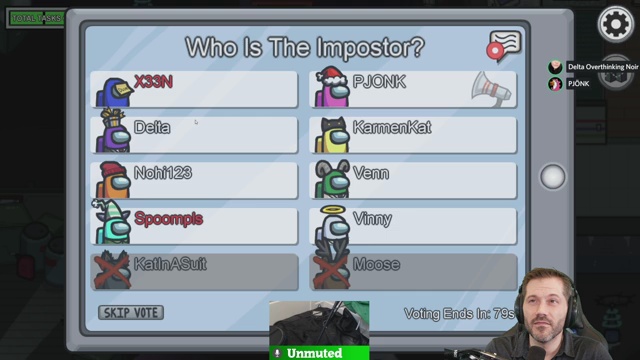 TOTAL TASKS
Who Is The Impostor?
X33N
PJONK
Delta
KarmenKat
Nohi123
Venn
Spoompls
Vinny
KatInASuit
Moose
SKIP VOTE
Voting Ends In: 79s
Delta Overthinking Noir
PJÖNK
Unmuted